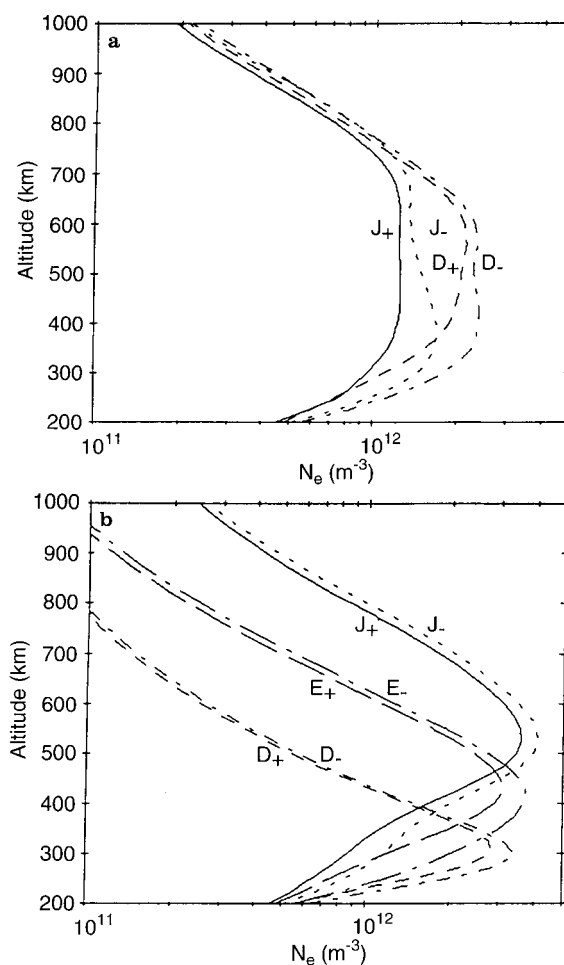 a
1000
900
800
700
600
500
400
300
200
Altitude (km)
J+ J-
D+ D-
10^11 10^12
Ne (m^-3)
b
1000
900
800
700
600
500
400
300
200
Altitude (km)
J+ J-
E+ E-
D+ D-
10^11 10^12
Ne (m^-3)